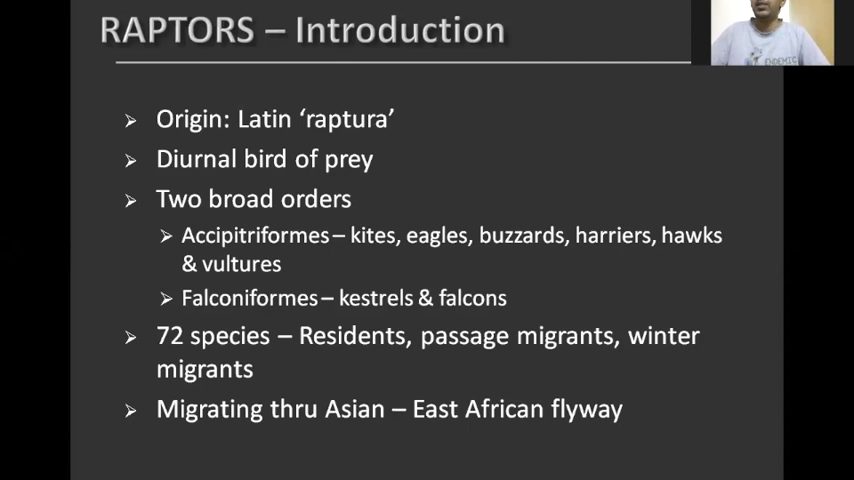 RAPTORS – Introduction
ENDEMIC
➢ Origin: Latin ‘raptura’
➢ Diurnal bird of prey
➢ Two broad orders
➢ Accipitriformes – kites, eagles, buzzards, harriers, hawks
& vultures
➢ Falconiformes – kestrels & falcons
➢ 72 species – Residents, passage migrants, winter
migrants
➢ Migrating thru Asian – East African flyway